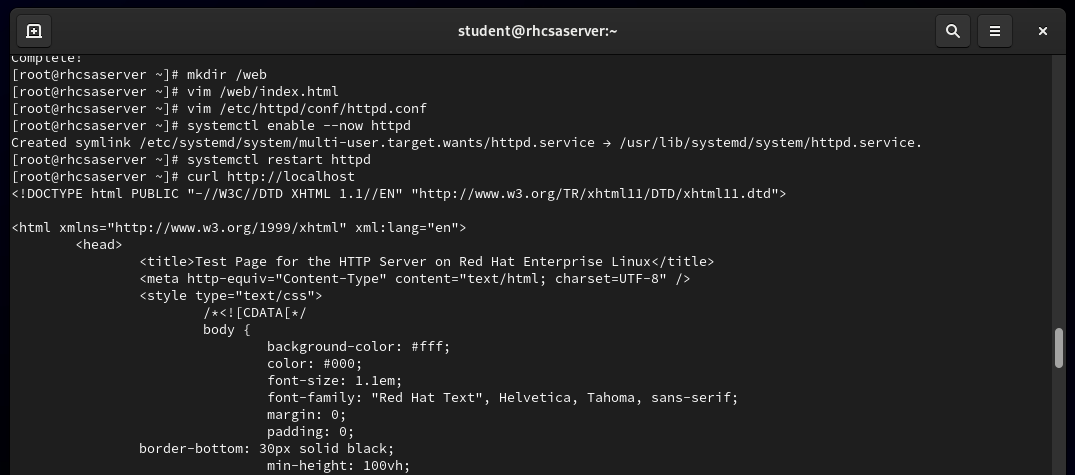 student@rhcsaserver:~
Complete!
[root@rhcsaserver ~]# mkdir /web
[root@rhcsaserver ~]# vim /web/index.html
[root@rhcsaserver ~]# vim /etc/httpd/conf/httpd.conf
[root@rhcsaserver ~]# systemctl enable --now httpd
Created symlink /etc/systemd/system/multi-user.target.wants/httpd.service → /usr/lib/systemd/system/httpd.service.
[root@rhcsaserver ~]# systemctl restart httpd
[root@rhcsaserver ~]# curl http://localhost
<!DOCTYPE html PUBLIC "-//W3C//DTD XHTML 1.1//EN" "http://www.w3.org/TR/xhtml11/DTD/xhtml11.dtd">

<html xmlns="http://www.w3.org/1999/xhtml" xml:lang="en">
        <head>
                <title>Test Page for the HTTP Server on Red Hat Enterprise Linux</title>
                <meta http-equiv="Content-Type" content="text/html; charset=UTF-8" />
                <style type="text/css">
                        /*<![CDATA[*/
                        body {
                                background-color: #fff;
                                color: #000;
                                font-size: 1.1em;
                                font-family: "Red Hat Text", Helvetica, Tahoma, sans-serif;
                                margin: 0;
                                padding: 0;
                border-bottom: 30px solid black;
                                min-height: 100vh;